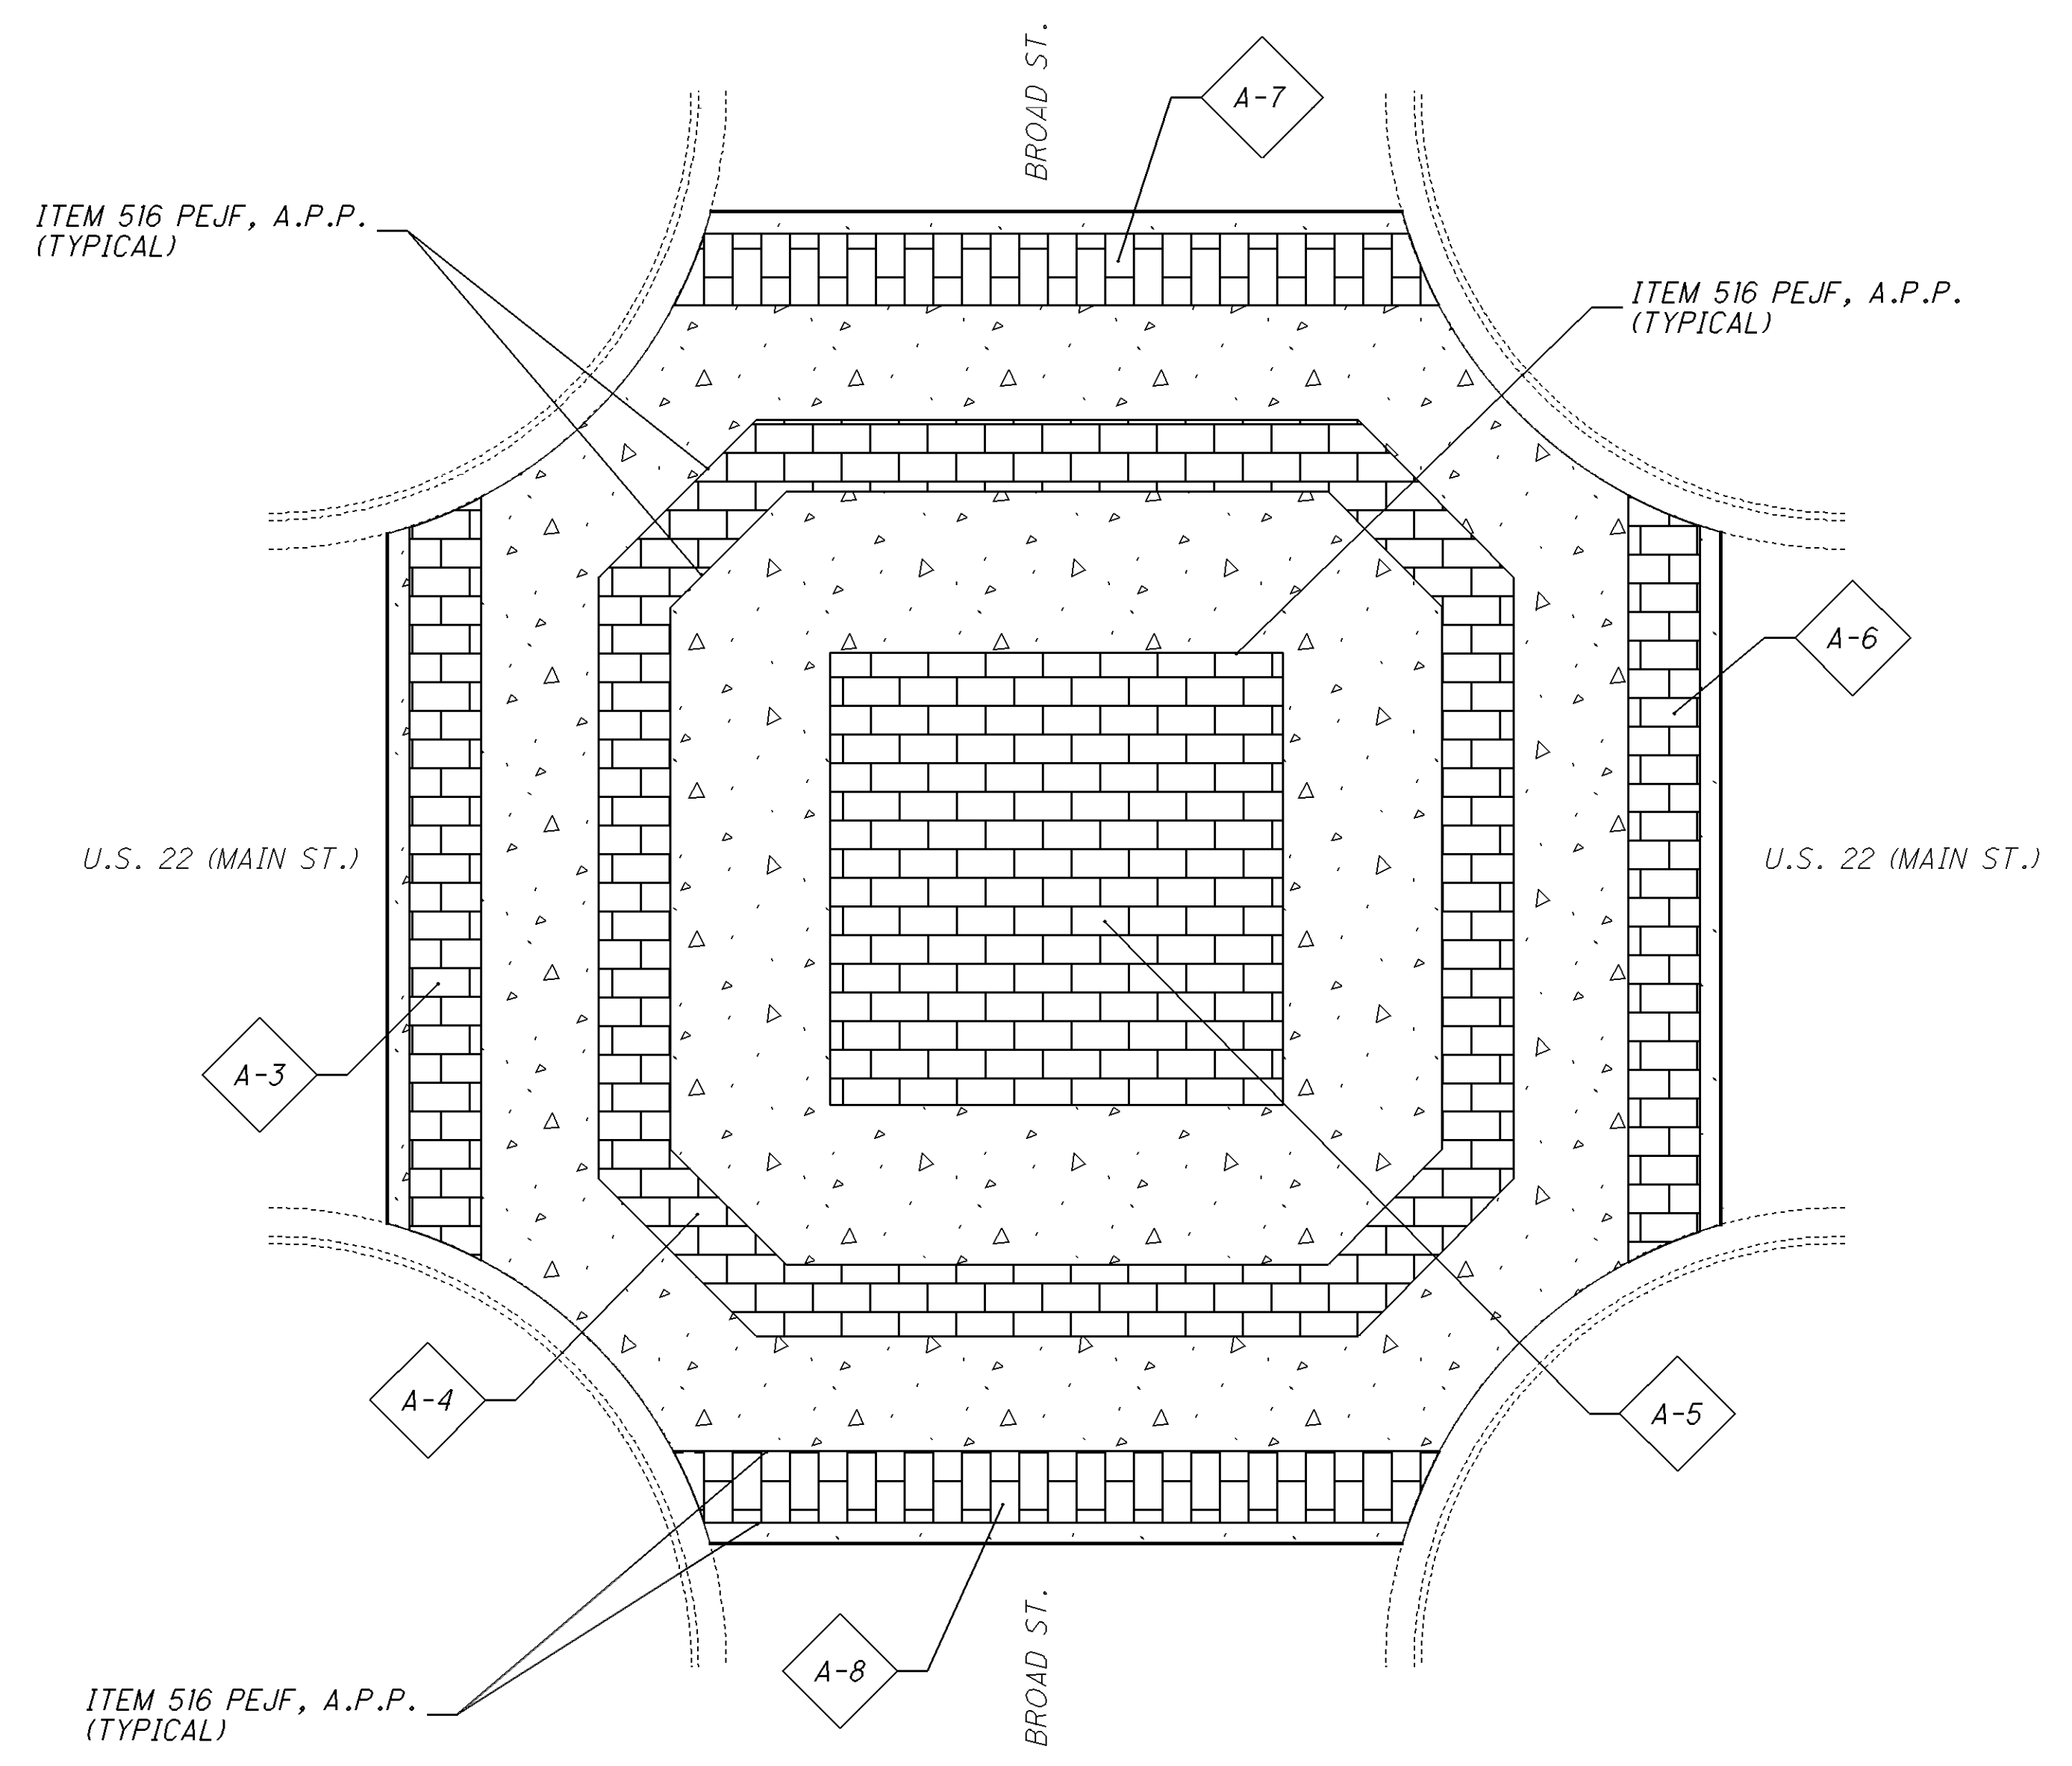 BROAD ST.
A-7
ITEM 516 PEJF, A.P.P.
(TYPICAL)
ITEM 516 PEJF, A.P.P.
(TYPICAL)
A-6
U.S. 22 (MAIN ST.)
U.S. 22 (MAIN ST.)
A-3
A-4
A-5
A-8
BROAD ST.
ITEM 516 PEJF, A.P.P.
(TYPICAL)